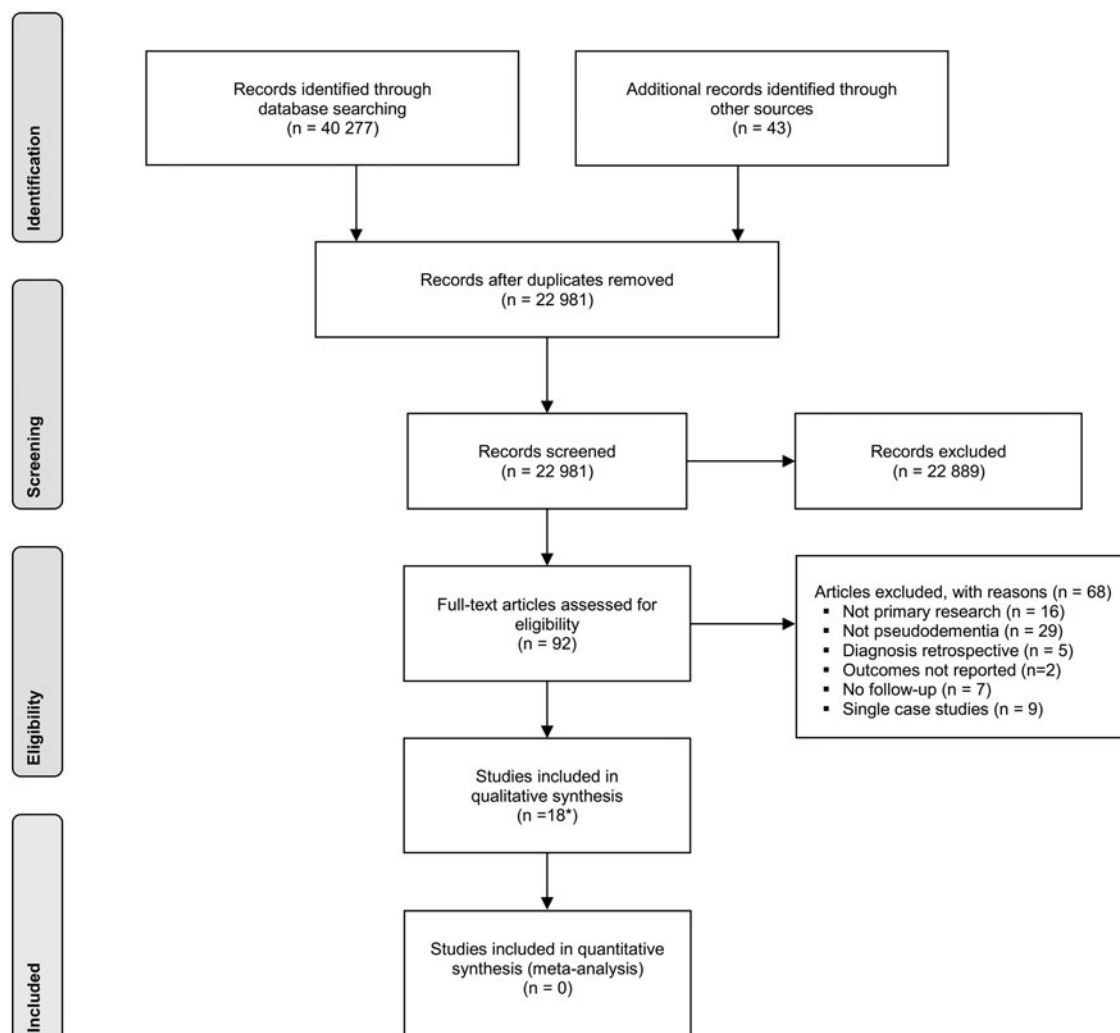 Identification
Records identified through
database searching
(n = 40 277)
Additional records identified through
other sources
(n = 43)
Records after duplicates removed
(n = 22 981)
Screening
Records screened
(n = 22 981)
Records excluded
(n = 22 889)
Eligibility
Full-text articles assessed for
eligibility
(n = 92)
Articles excluded, with reasons (n = 68)
▪ Not primary research (n = 16)
▪ Not pseudodementia (n = 29)
▪ Diagnosis retrospective (n = 5)
▪ Outcomes not reported (n=2)
▪ No follow-up (n = 7)
▪ Single case studies (n = 9)
Studies included in
qualitative synthesis
(n =18*)
Included
Studies included in quantitative
synthesis (meta-analysis)
(n = 0)